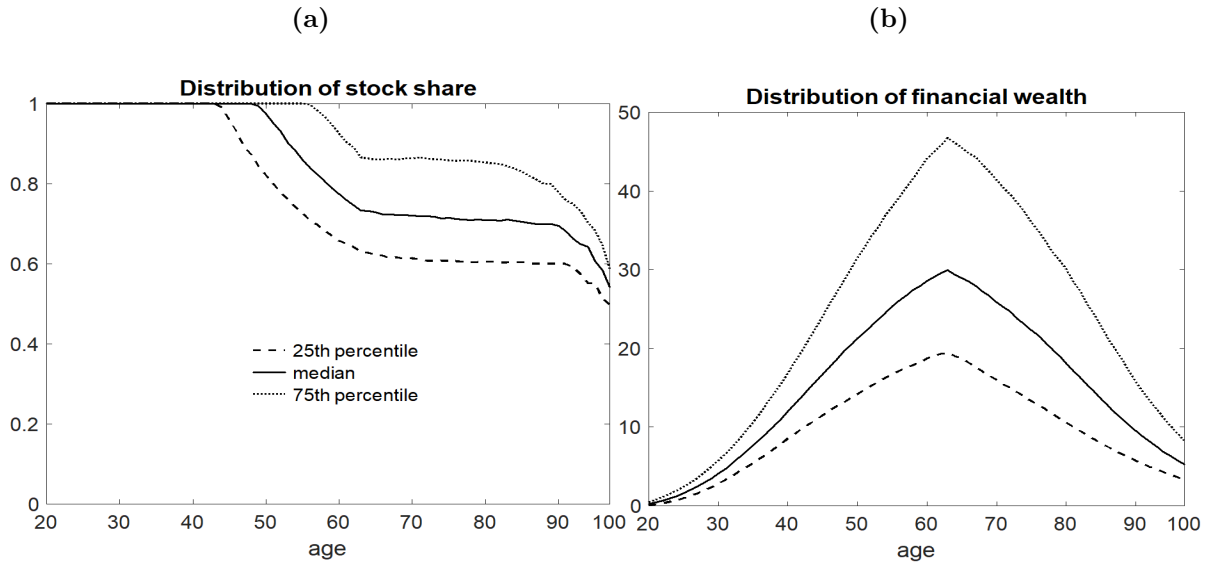 (a)
Distribution of stock share
1
0.8
0.6
0.4
0.2
0
20 30 40 50 60 70 80 90 100
age
25th percentile
median
75th percentile
(b)
Distribution of financial wealth
50
40
30
20
10
0
20 30 40 50 60 70 80 90 100
age